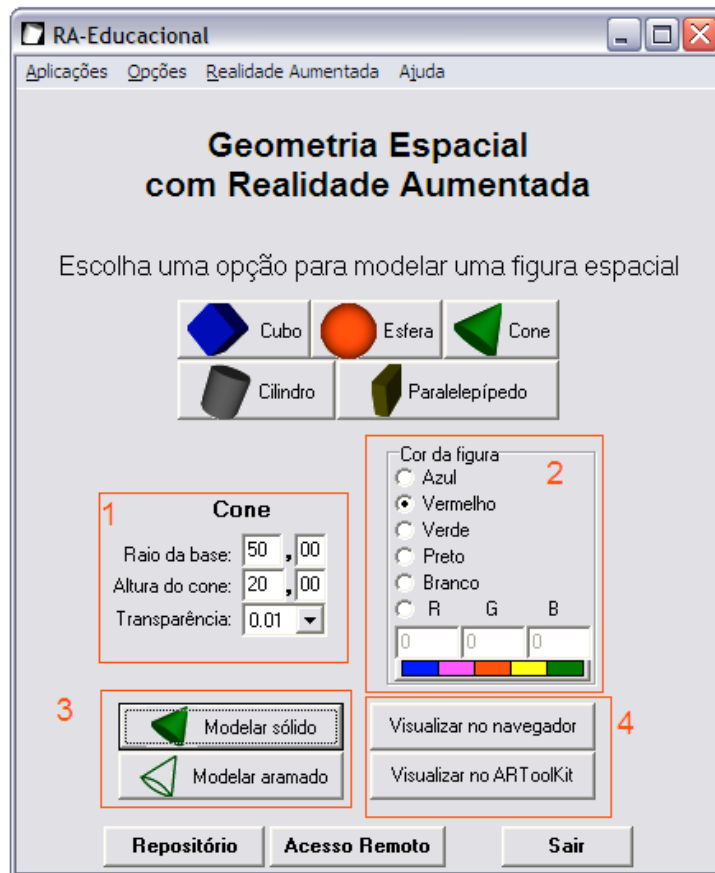 RA-Educacional
Aplicações Opções Realidade Aumentada Ajuda
Geometria Espacial
com Realidade Aumentada
Escolha uma opção para modelar uma figura espacial
Cubo Esfera Cone
Cilindro Paralelepípedo
1
Cone
Raio da base: 50 , 00
Altura do cone: 20 , 00
Transparência: 0.01
2
Cor da figura
Azul
Vermelho
Verde
Preto
Branco
R G B
0 0 0
3
Modelar sólido
Modelar aramado
4
Visualizar no navegador
Visualizar no ARToolKit
Repositório Acesso Remoto Sair